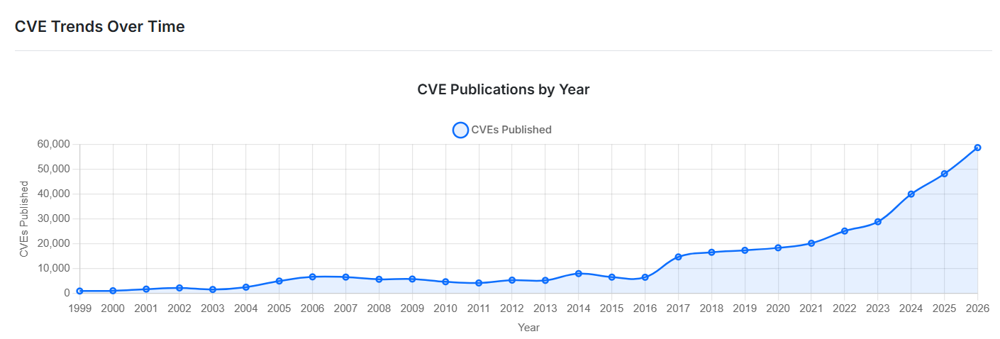 CVE Trends Over Time
CVE Publications by Year
CVEs Published
60,000
50,000
40,000
30,000
20,000
10,000
0
CVEs Published
1999 2000 2001 2002 2003 2004 2005 2006 2007 2008 2009 2010 2011 2012 2013 2014 2015 2016 2017 2018 2019 2020 2021 2022 2023 2024 2025 2026
Year